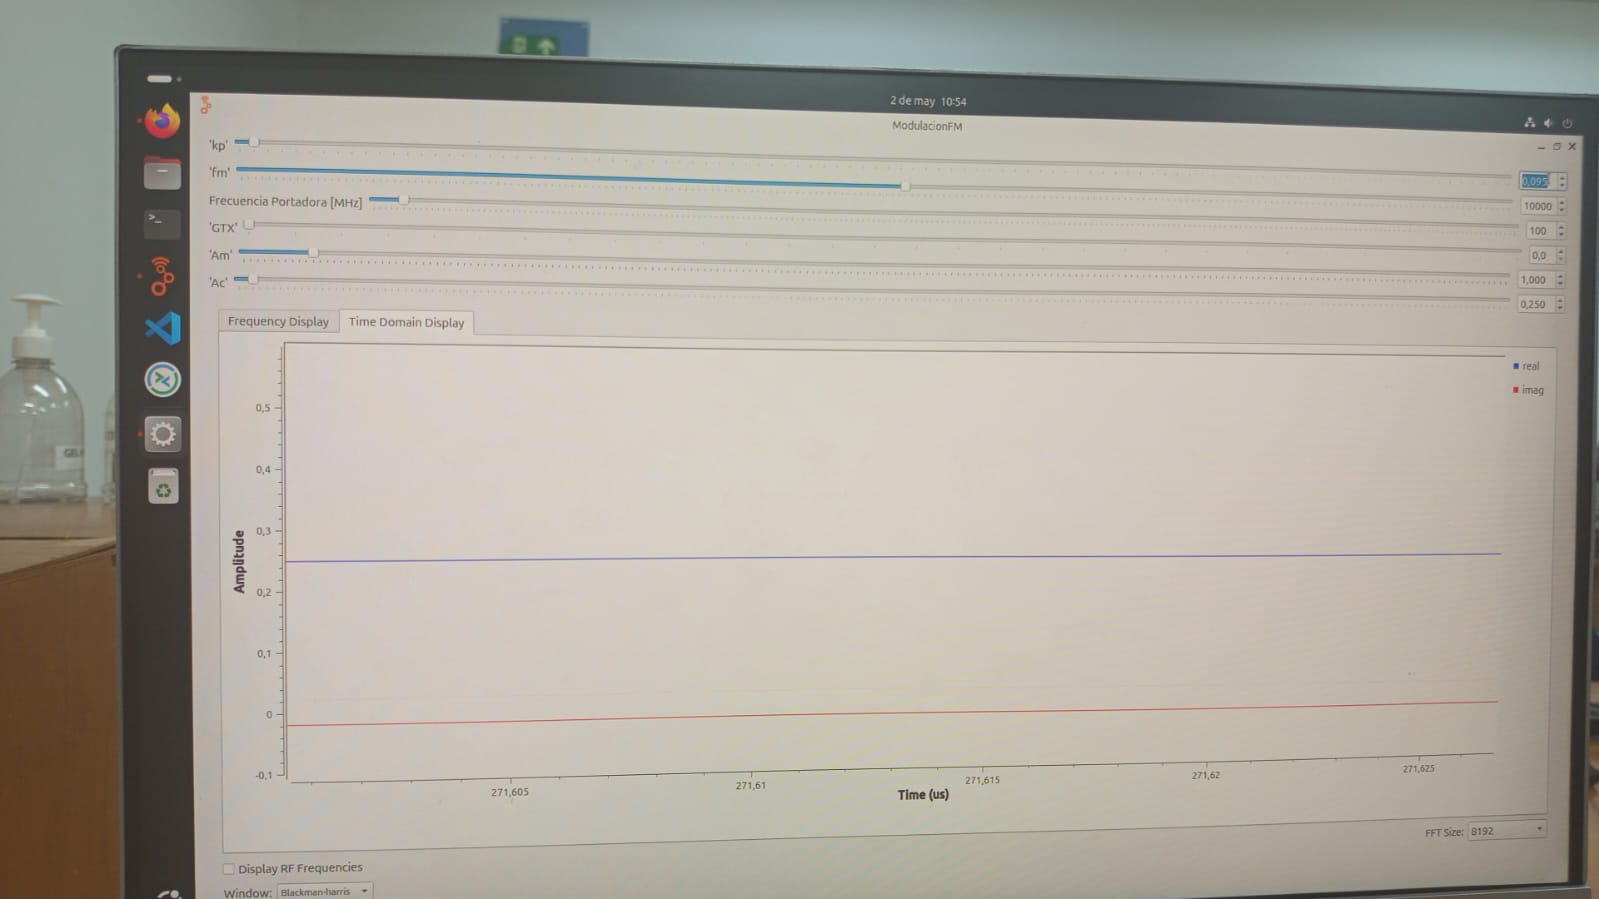 2 de may 10:54
ModulacionFM
'kp'
0,095
'fm'
10000
Frecuencia Portadora [MHz]
100
'GTX'
0,0
'Am'
1,000
'Ac'
0,250
Frequency Display
Time Domain Display
real
imag
0,5
0,4
0,3
0,2
0,1
0
-0,1
Amplitude
271,605
271,61
271,615
271,62
271,625
Time (us)
FFT Size: 8192
Display RF Frequencies
Window: Blackman-harris